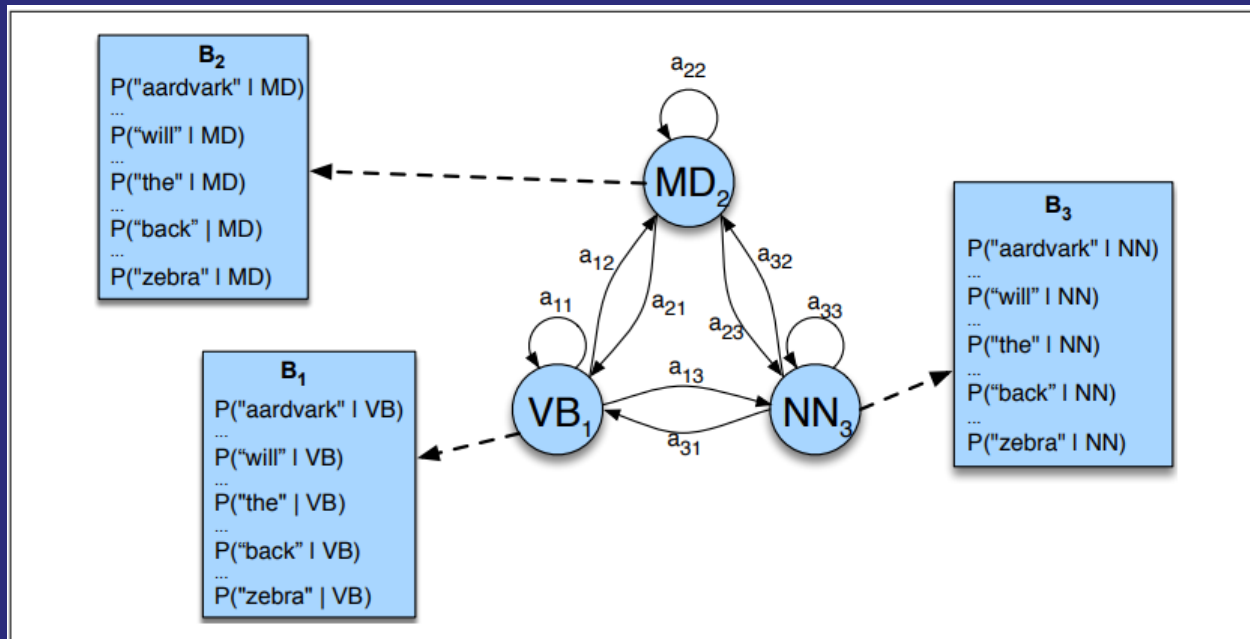 B₂
P("aardvark" | MD)
...
P(“will” | MD)
...
P("the" | MD)
...
P(“back” | MD)
...
P("zebra" | MD)
a₂₂
MD₂
a₁₂
a₂₁
a₃₂
a₂₃
a₁₁
VB₁
a₁₃
a₃₁
a₃₃
NN₃
B₁
P("aardvark" | VB)
...
P(“will” | VB)
...
P("the" | VB)
...
P(“back” | VB)
...
P("zebra" | VB)
B₃
P("aardvark" | NN)
...
P(“will” | NN)
...
P("the" | NN)
...
P(“back” | NN)
...
P("zebra" | NN)